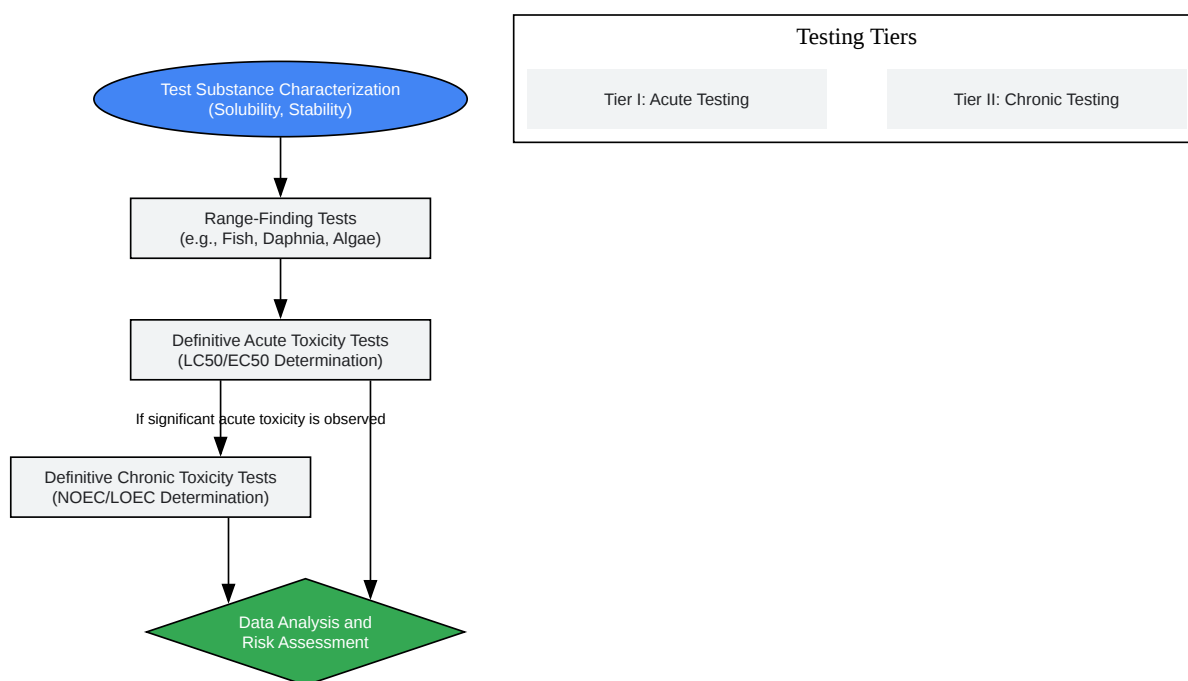 Testing Tiers
Tier I: Acute Testing
Tier II: Chronic Testing
Test Substance Characterization
(Solubility, Stability)
Range-Finding Tests
(e.g., Fish, Daphnia, Algae)
Definitive Acute Toxicity Tests
(LC50/EC50 Determination)
If significant acute toxicity is observed
Definitive Chronic Toxicity Tests
(NOEC/LOEC Determination)
Data Analysis and
Risk Assessment